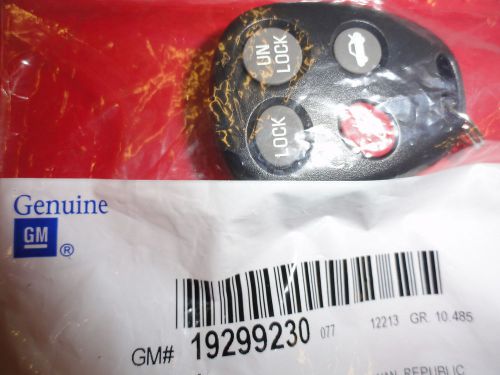 UN
LOCK
LOCK
Genuine
GM
®
GM# 19299230 077 12213 GR. 10.485
REPUBLIC